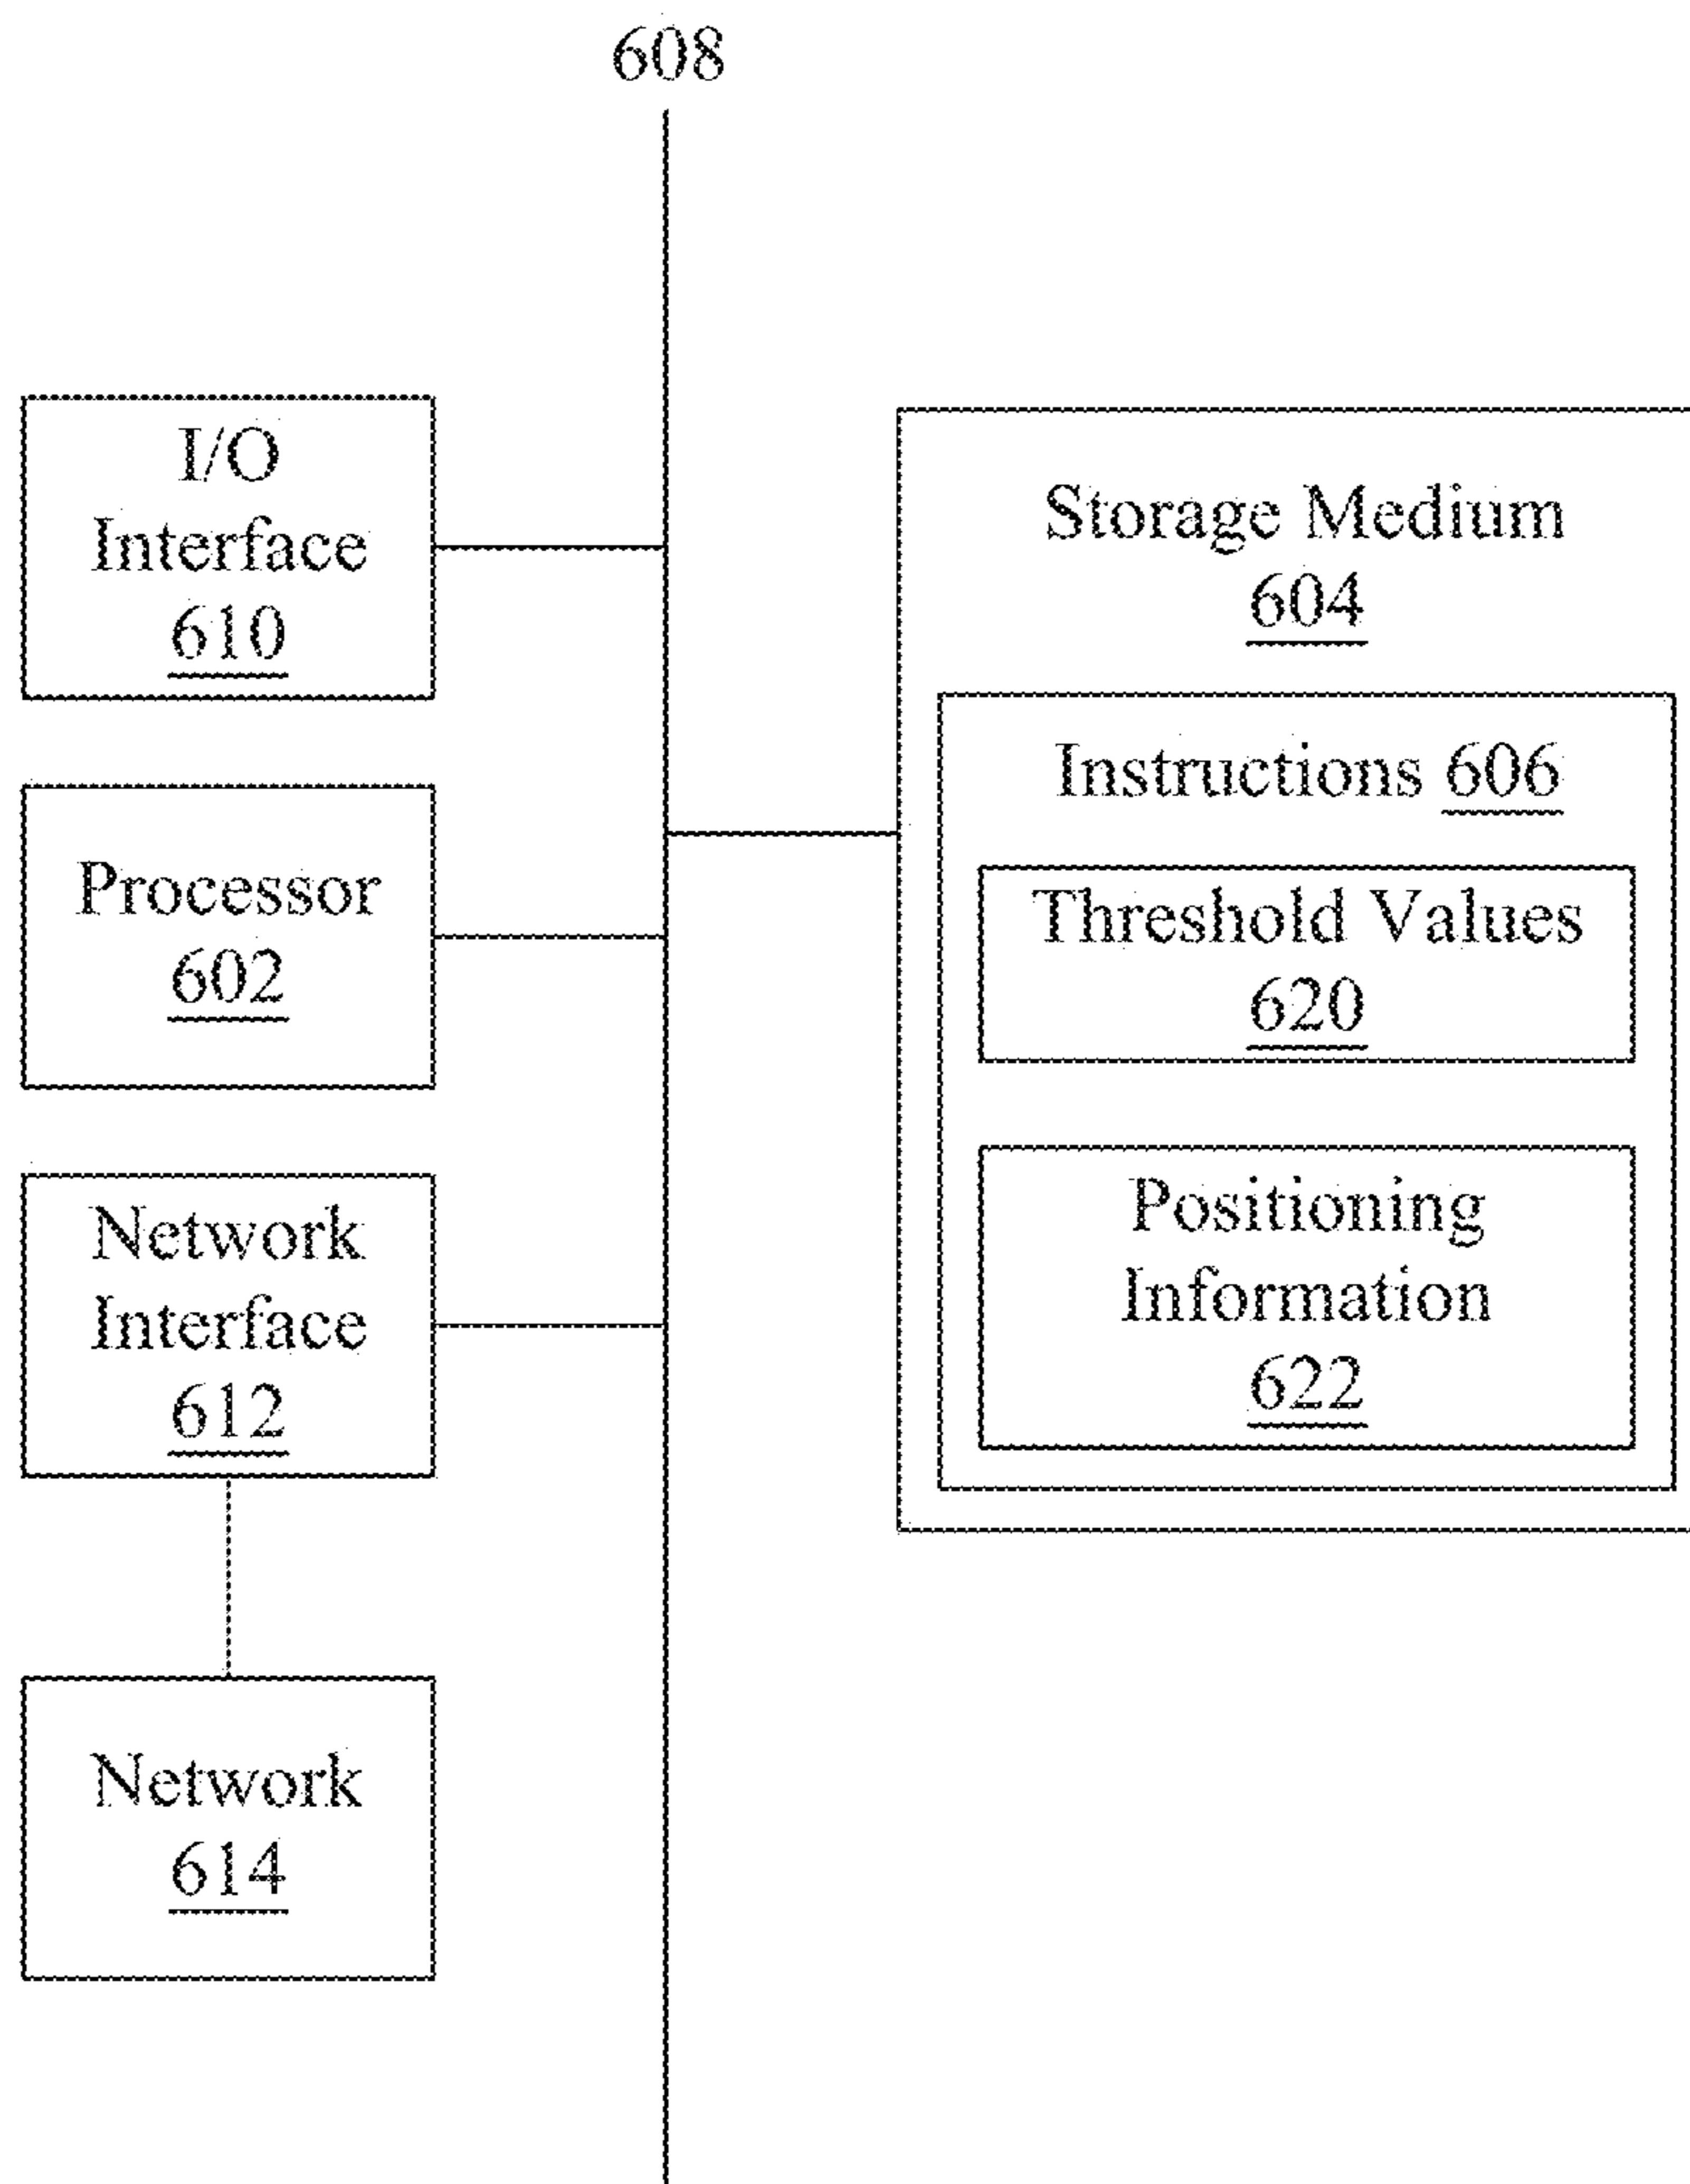 608
I/O
Interface
610
Processor
602
Network
Interface
612
Network
614
Storage Medium
604
Instructions 606
Threshold Values
620
Positioning
Information
622